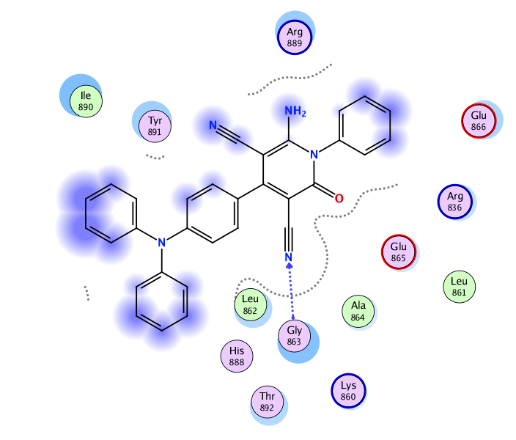 Arg
889
Ile
890
Tyr
891
N
NH₂
Glu
866
N
O
Arg
836
N
N
Glu
865
Leu
861
Leu
862
Ala
864
Gly
863
His
888
Lys
860
Thr
892